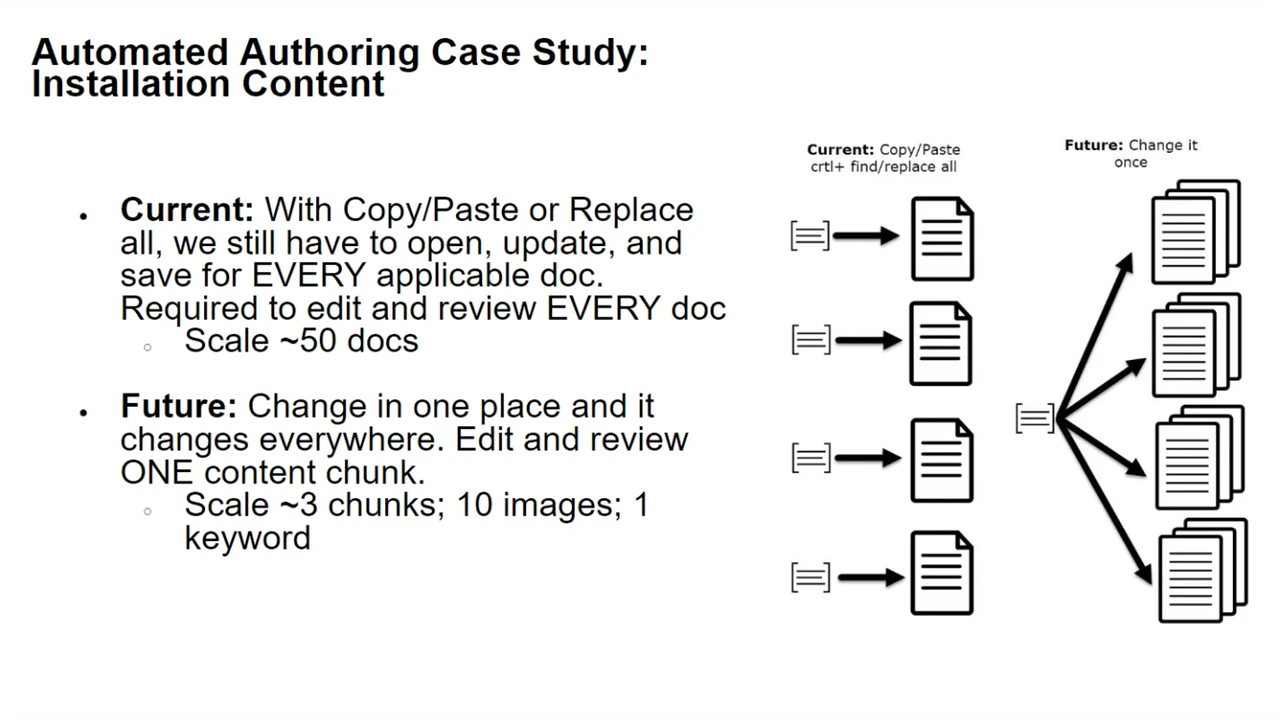 Automated Authoring Case Study:
Installation Content
Current: With Copy/Paste or Replace
all, we still have to open, update, and
save for EVERY applicable doc.
Required to edit and review EVERY doc
Scale ~50 docs
Future: Change in one place and it
changes everywhere. Edit and review
ONE content chunk.
Scale ~3 chunks; 10 images; 1
keyword
Current: Copy/Paste
crtl+ find/replace all
Future: Change it
once